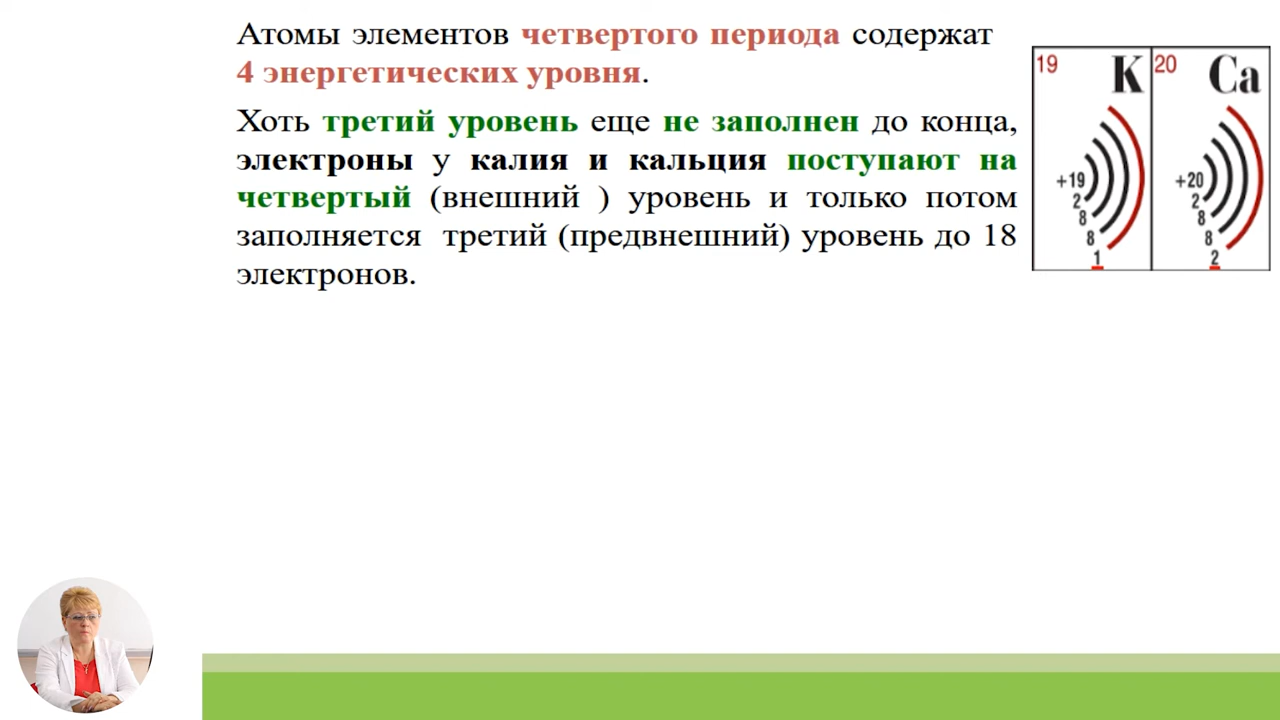 Атомы элементов четвертого периода содержат
4 энергетических уровня.
Хоть третий уровень еще не заполнен до конца,
электроны у калия и кальция поступают на
четвертый (внешний ) уровень и только потом
заполняется третий (предвнешний) уровень до 18
электронов.
19 K
+19
2
8
8
1
20 Ca
+20
2
8
8
2